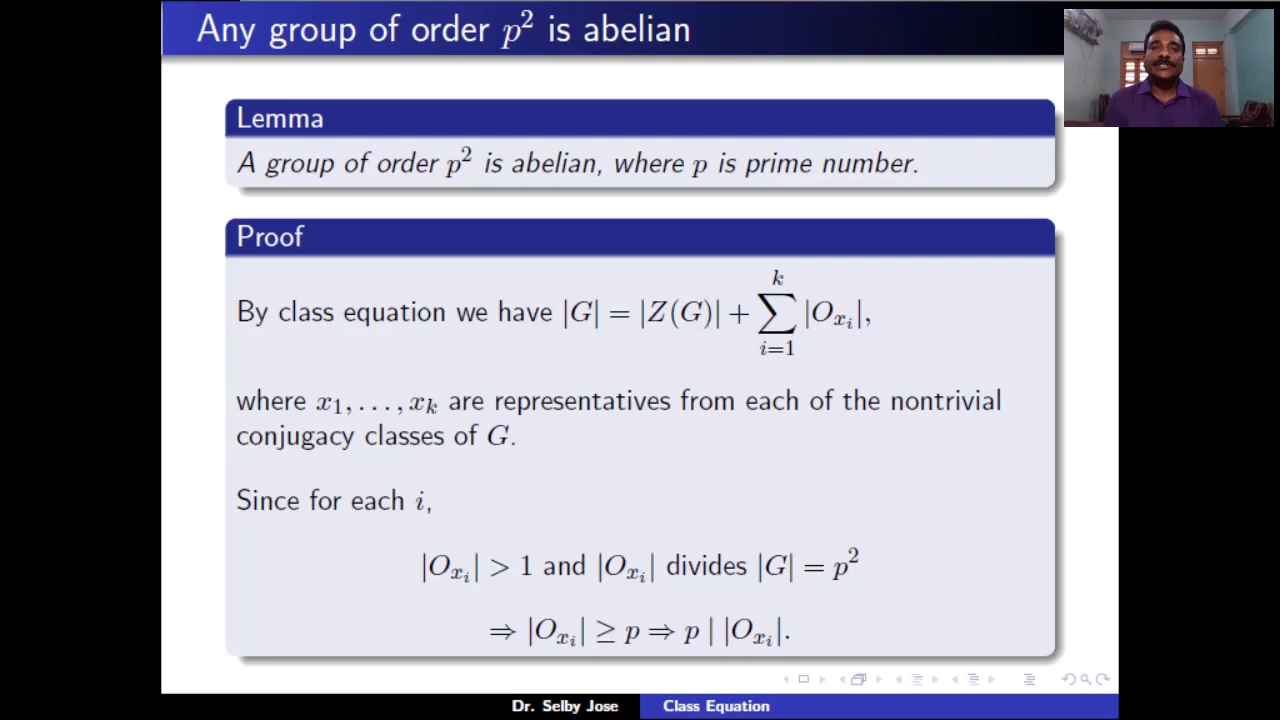 Any group of order p² is abelian
Lemma
A group of order p² is abelian, where p is prime number.
Proof
By class equation we have |G| = |Z(G)| + ∑_{i=1}^{k} |O_{x_i}|,
where x₁, . . . , x_k are representatives from each of the nontrivial
conjugacy classes of G.
Since for each i,
|O_{x_i}| > 1 and |O_{x_i}| divides |G| = p²
⇒ |O_{x_i}| ≥ p ⇒ p | |O_{x_i}|.
Dr. Selby Jose Class Equation